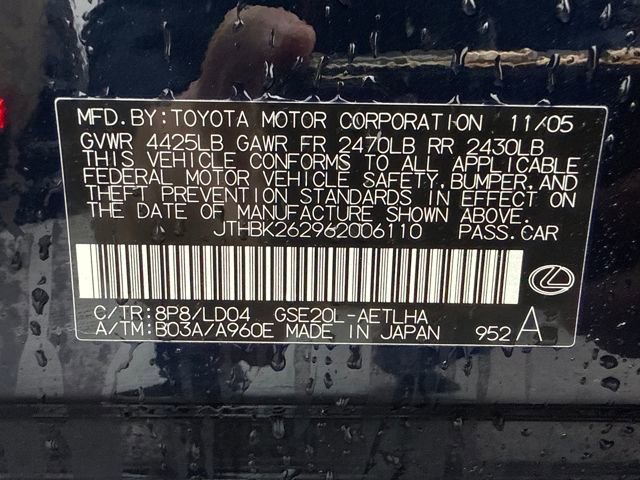 MFD. BY: TOYOTA MOTOR CORPORATION 11/05
GVWR 4425LB GAWR FR 2470LB RR 2430LB
THIS VEHICLE CONFORMS TO ALL APPLICABLE
FEDERAL MOTOR VEHICLE SAFETY, BUMPER, AND
THEFT PREVENTION STANDARDS IN EFFECT ON
THE DATE OF MANUFACTURE SHOWN ABOVE.
JTHBK262962006110 PASS. CAR
C/TR: 8P8/LD04 GSE20L-AETLHA
A/TM: B03A/A960E MADE IN JAPAN 952 A